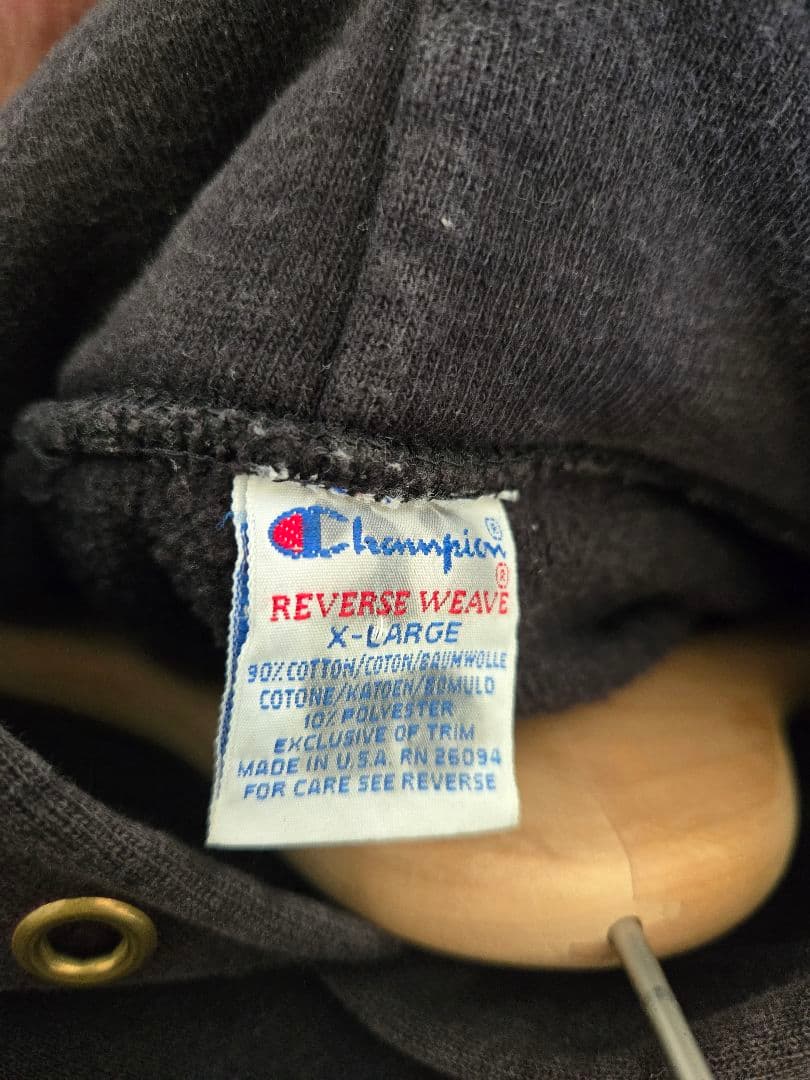 Champion®
®
REVERSE WEAVE
X-LARGE
90% COTTON/COTON/BAUMWOLLE
COTONE/KATOEN/BOMULD
10% POLYESTER
EXCLUSIVE OF TRIM
MADE IN U.S.A. RN 26094
FOR CARE SEE REVERSE